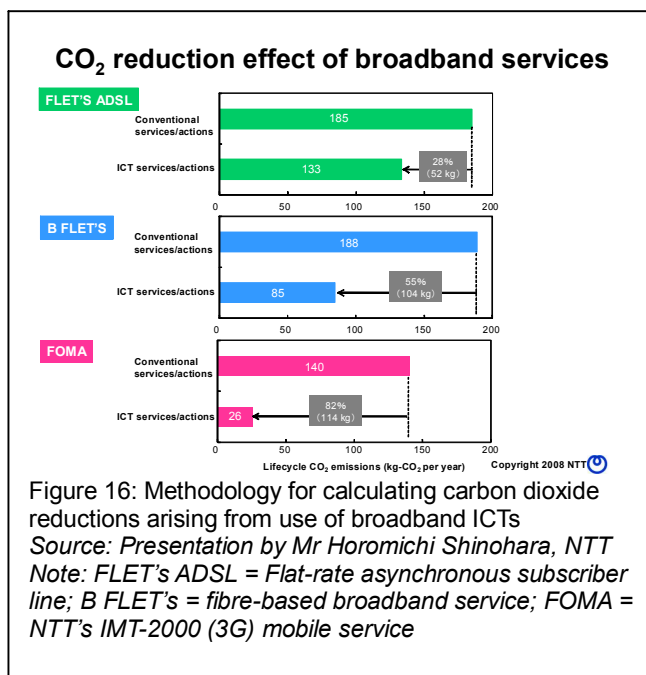 CO2 reduction effect of broadband services
FLET'S ADSL
Conventional
services/actions
185
ICT services/actions
133
28%
(52 kg)
0 50 100 150 200
B FLET'S
Conventional
services/actions
188
ICT services/actions
85
55%
(104 kg)
0 50 100 150 200
FOMA
Conventional
services/actions
140
ICT services/actions
26
82%
(114 kg)
0 50 100 150 200
Lifecycle CO2 emissions (kg-CO2 per year)
Copyright 2008 NTT
Figure 16: Methodology for calculating carbon dioxide
reductions arising from use of broadband ICTs
Source: Presentation by Mr Horomichi Shinohara, NTT
Note: FLET's ADSL = Flat-rate asynchronous subscriber
line; B FLET's = fibre-based broadband service; FOMA =
NTT's IMT-2000 (3G) mobile service